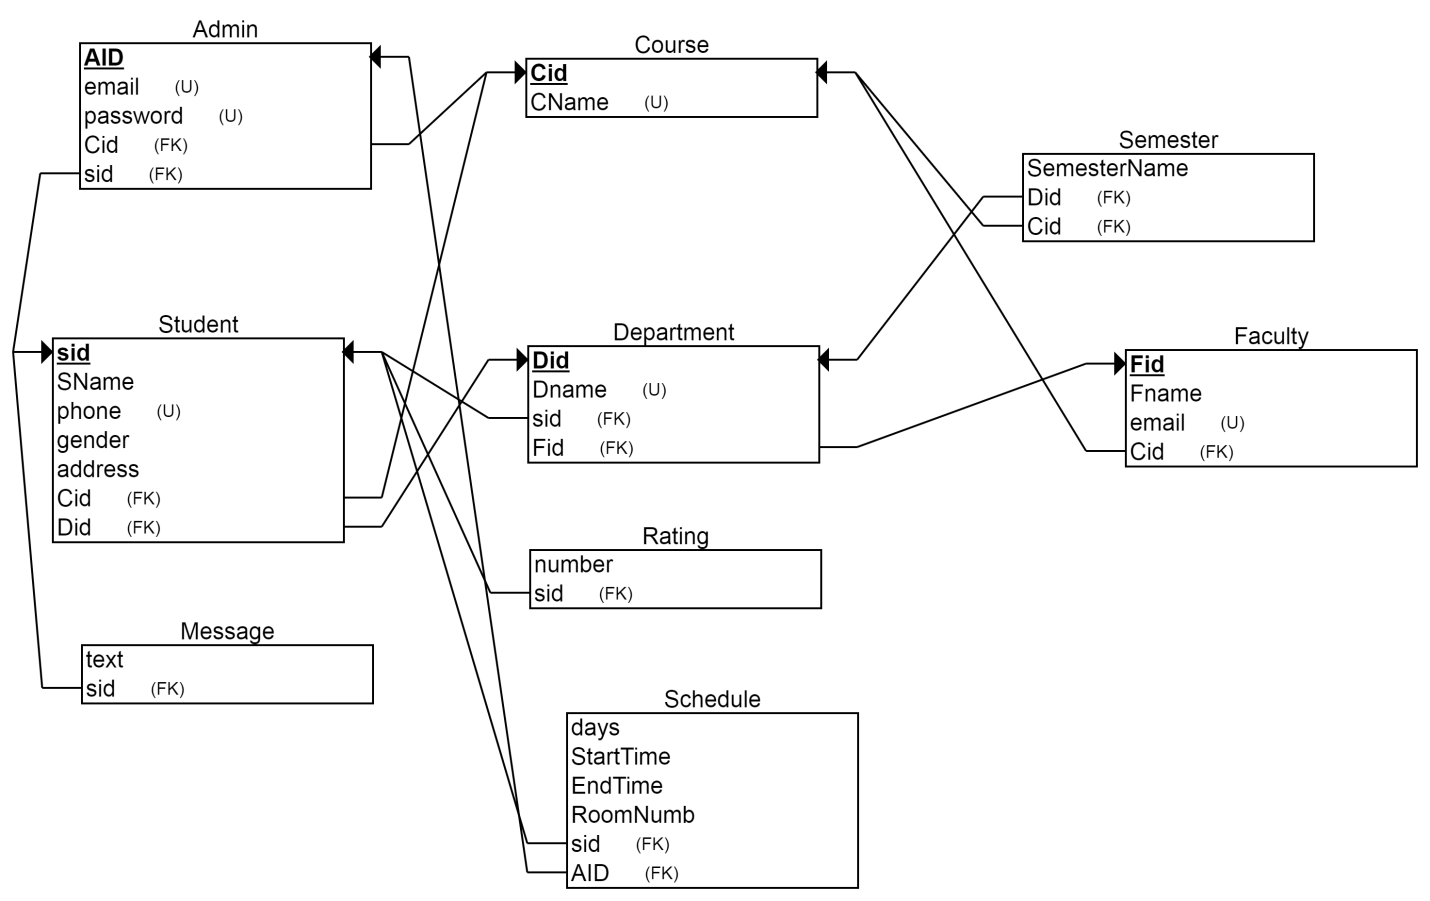 Admin
AID
email (U)
password (U)
Cid (FK)
sid (FK)
Course
Cid
CName (U)
Semester
SemesterName
Did (FK)
Cid (FK)
Student
sid
SName
phone (U)
gender
address
Cid (FK)
Did (FK)
Department
Did
Dname (U)
sid (FK)
Fid (FK)
Faculty
Fid
Fname
email (U)
Cid (FK)
Rating
number
sid (FK)
Message
text
sid (FK)
Schedule
days
StartTime
EndTime
RoomNumb
sid (FK)
AID (FK)